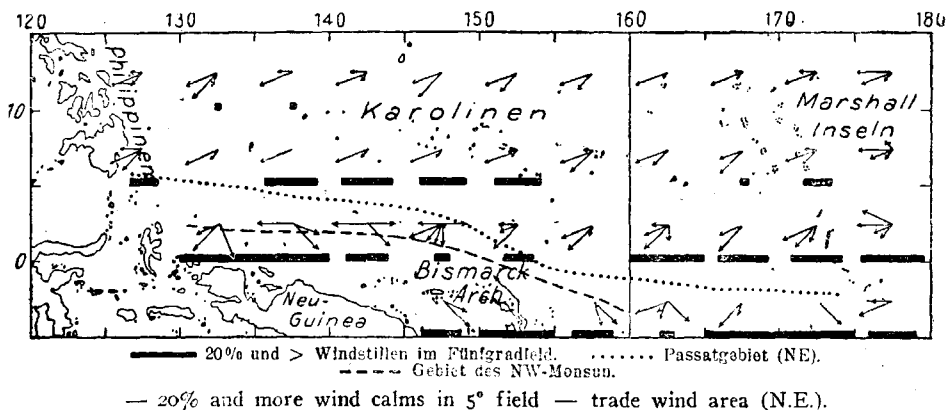 120 130 140 150 160 170 180
10
0
Philippinen
Karolinen
Marshall
Inseln
Bismarck
Arch.
Neu-
Guinea
20% und > Windstillen im Fünfgradfeld. Passatgebiet (NE).
Gebiet des NW-Monsun.
— 20% and more wind calms in 5° field — trade wind area (N.E.).